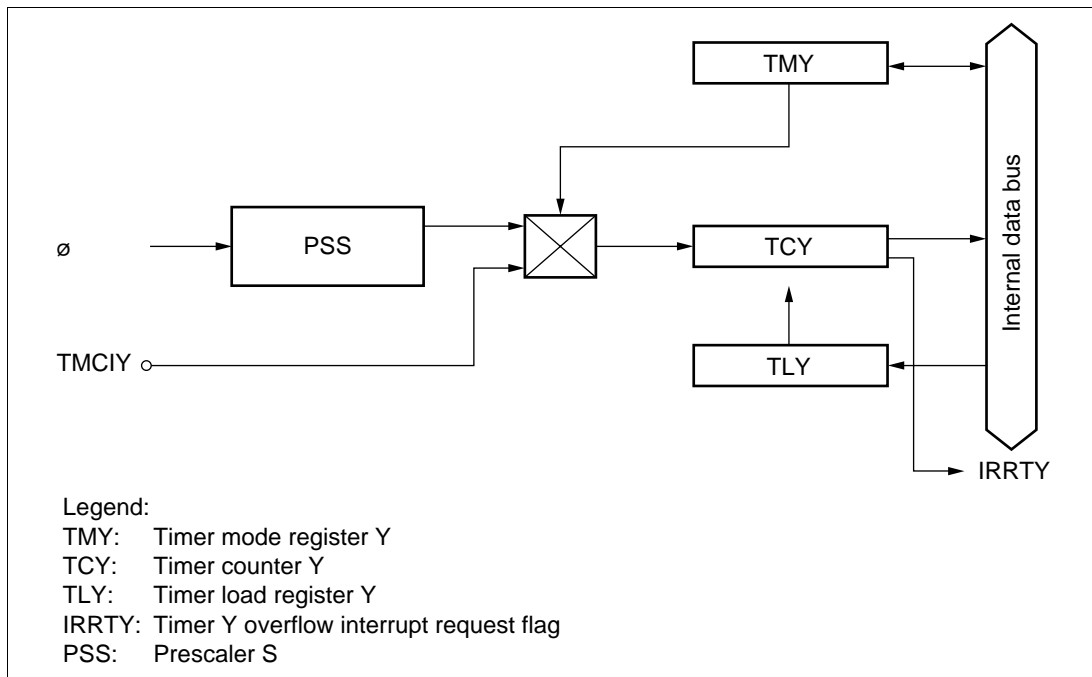 TMY
ø
PSS
TCY
Internal data bus
TMCIY
TLY
IRRTY
Legend:
TMY: Timer mode register Y
TCY: Timer counter Y
TLY: Timer load register Y
IRRTY: Timer Y overflow interrupt request flag
PSS: Prescaler S